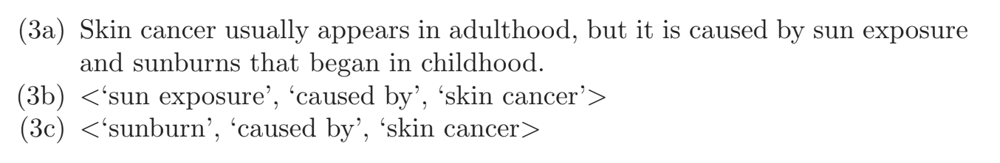 (3a) Skin cancer usually appears in adulthood, but it is caused by sun exposure
and sunburns that began in childhood.
(3b) <‘sun exposure’, ‘caused by’, ‘skin cancer’>
(3c) <‘sunburn’, ‘caused by’, ‘skin cancer>